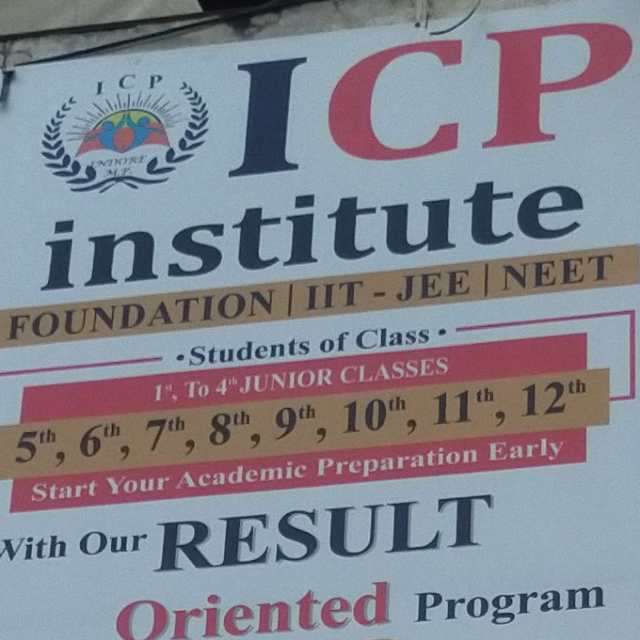 I C P
INDORE
M.P.
ICP
institute
FOUNDATION | IIT - JEE | NEET
• Students of Class •
1st, To 4th JUNIOR CLASSES
5th, 6th, 7th, 8th, 9th, 10th, 11th, 12th
Start Your Academic Preparation Early
With Our RESULT
Oriented Program